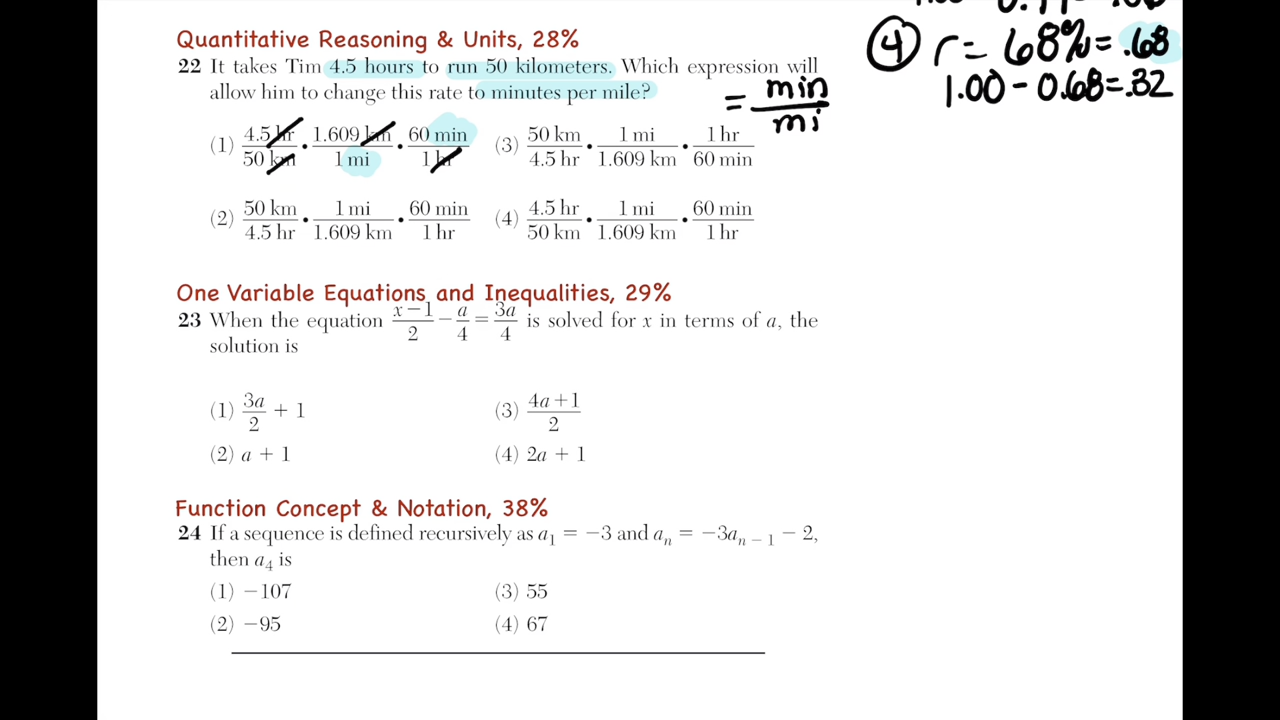 1.00 - 0.44 = .56
④ r = 68% = .68
1.00 - 0.68 = .32
Quantitative Reasoning & Units, 28%
22 It takes Tim 4.5 hours to run 50 kilometers. Which expression will
allow him to change this rate to minutes per mile?
= min/mi
(1) 4.5 hr/50 km • 1.609 km/1 mi • 60 min/1 hr
(3) 50 km/4.5 hr • 1 mi/1.609 km • 1 hr/60 min
(2) 50 km/4.5 hr • 1 mi/1.609 km • 60 min/1 hr
(4) 4.5 hr/50 km • 1 mi/1.609 km • 60 min/1 hr
One Variable Equations and Inequalities, 29%
23 When the equation (x−1)/2 − a/4 = 3a/4 is solved for x in terms of a, the
solution is
(1) 3a/2 + 1
(3) (4a+1)/2
(2) a + 1
(4) 2a + 1
Function Concept & Notation, 38%
24 If a sequence is defined recursively as a₁ = −3 and aₙ = −3aₙ₋₁ − 2,
then a₄ is
(1) −107
(3) 55
(2) −95
(4) 67